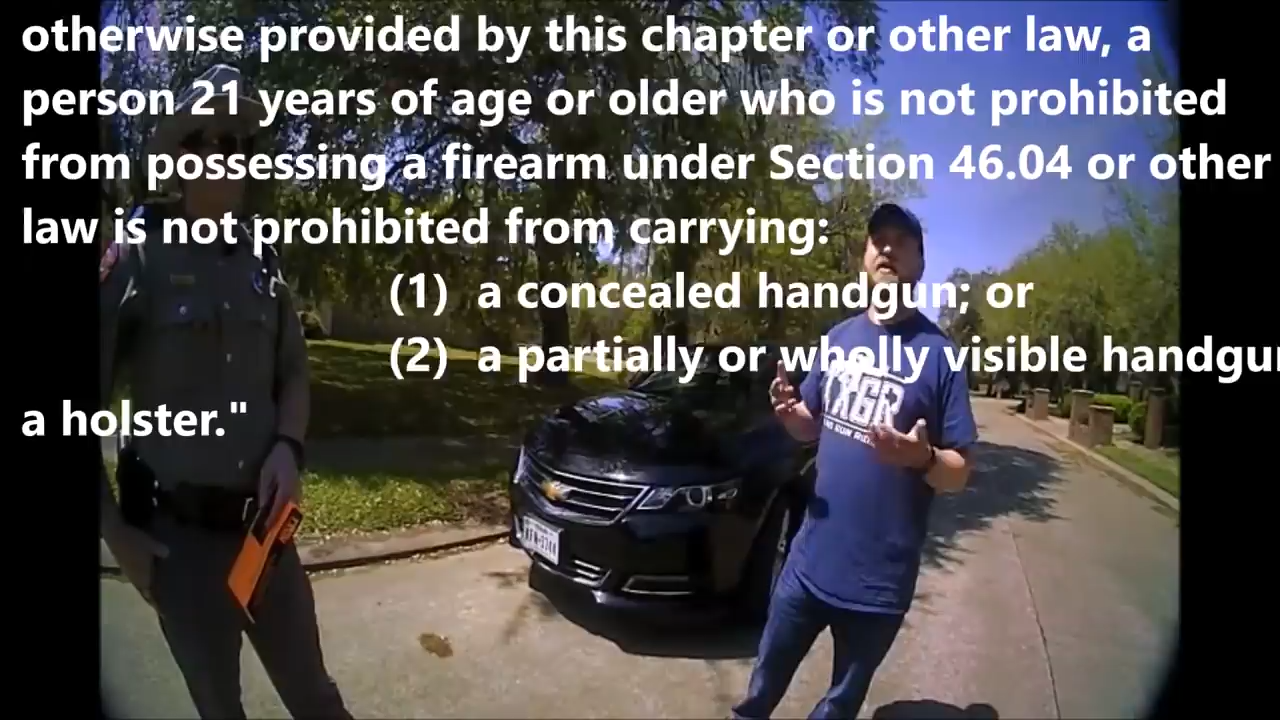 otherwise provided by this chapter or other law, a
person 21 years of age or older who is not prohibited
from possessing a firearm under Section 46.04 or other
law is not prohibited from carrying:
(1) a concealed handgun; or
(2) a partially or wholly visible handgun
a holster."
TXGR